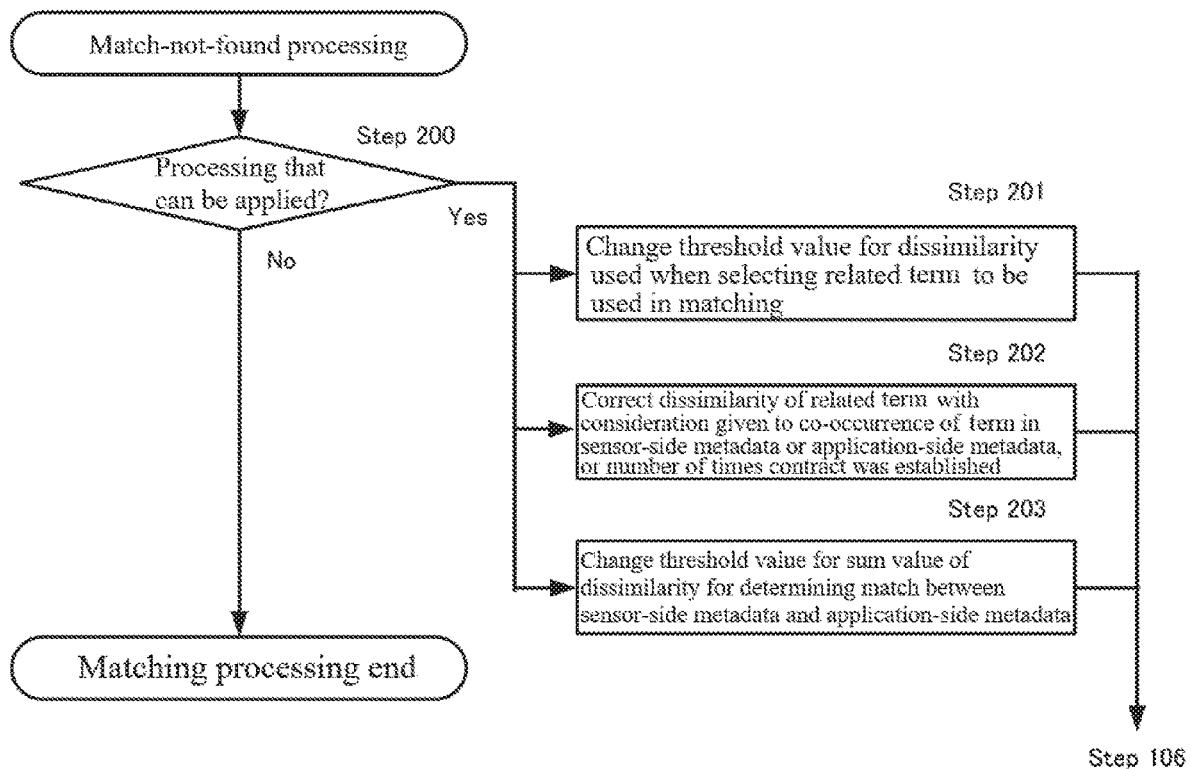 Match-not-found processing
Step 200
Processing that
can be applied?
Yes
No
Step 201
Change threshold value for dissimilarity
used when selecting related term to be
used in matching
Step 202
Correct dissimilarity of related term with
consideration given to co-occurrence of term in
sensor-side metadata or application-side metadata,
or number of times contract was established
Step 203
Change threshold value for sum value of
dissimilarity for determining match between
sensor-side metadata and application-side metadata
Matching processing end
Step 106